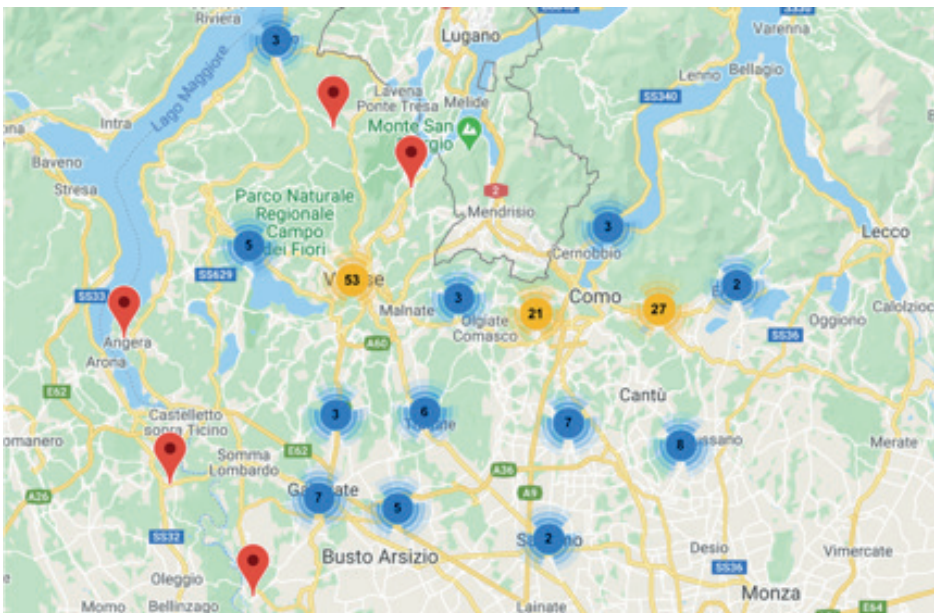 Riviera
Lugano
Varenna
Bellagio
Lenno
SS340
3
Lago Maggiore
Lavena
Ponte Tresa
Melide
Monte San
Intra
Baveno
Stresa
Parco Naturale
Regionale
Campo
dei Fiori
5
2
Mendrisio
3
Cernobbio
Lecco
SS629
53
SS33
Malnate
3
Olgiate
Comasco
21
Como
27
2
Calolzioc
Oggiono
SS36
Angera
Arona
A60
E62
Cantù
Castelletto
sopra Ticino
3
6
7
8
Merate
Somma
Lombardo
E62
A36
A26
7
5
A9
SS32
2
Busto Arsizio
Desio
Vimercate
SS36
Oleggio
Momo
Bellinzago
Lainate
Monza
E64